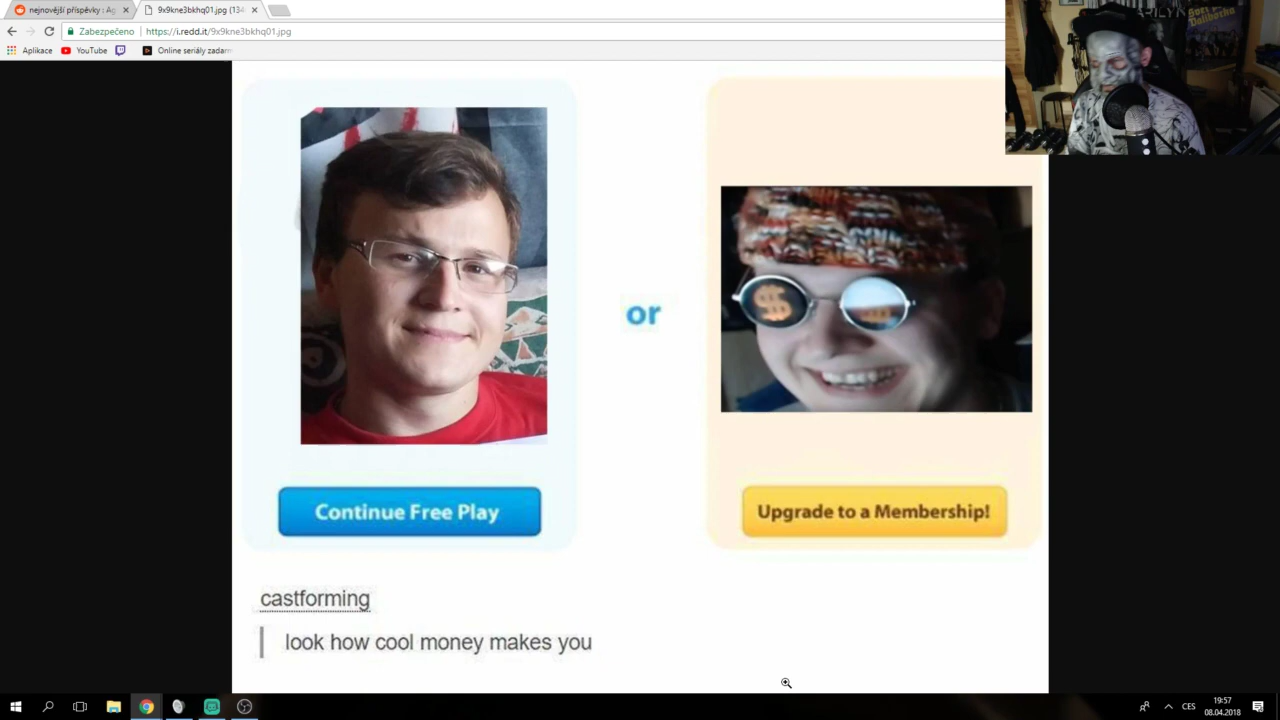 nejnovější příspěvky : Ag
9x9kne3bkhq01.jpg (134
Zabezpečeno
https://i.redd.it/9x9kne3bkhq01.jpg
Aplikace
YouTube
Online seriály zadarm
or
Continue Free Play
Upgrade to a Membership!
castforming
look how cool money makes you
CES
19:57
08.04.2018